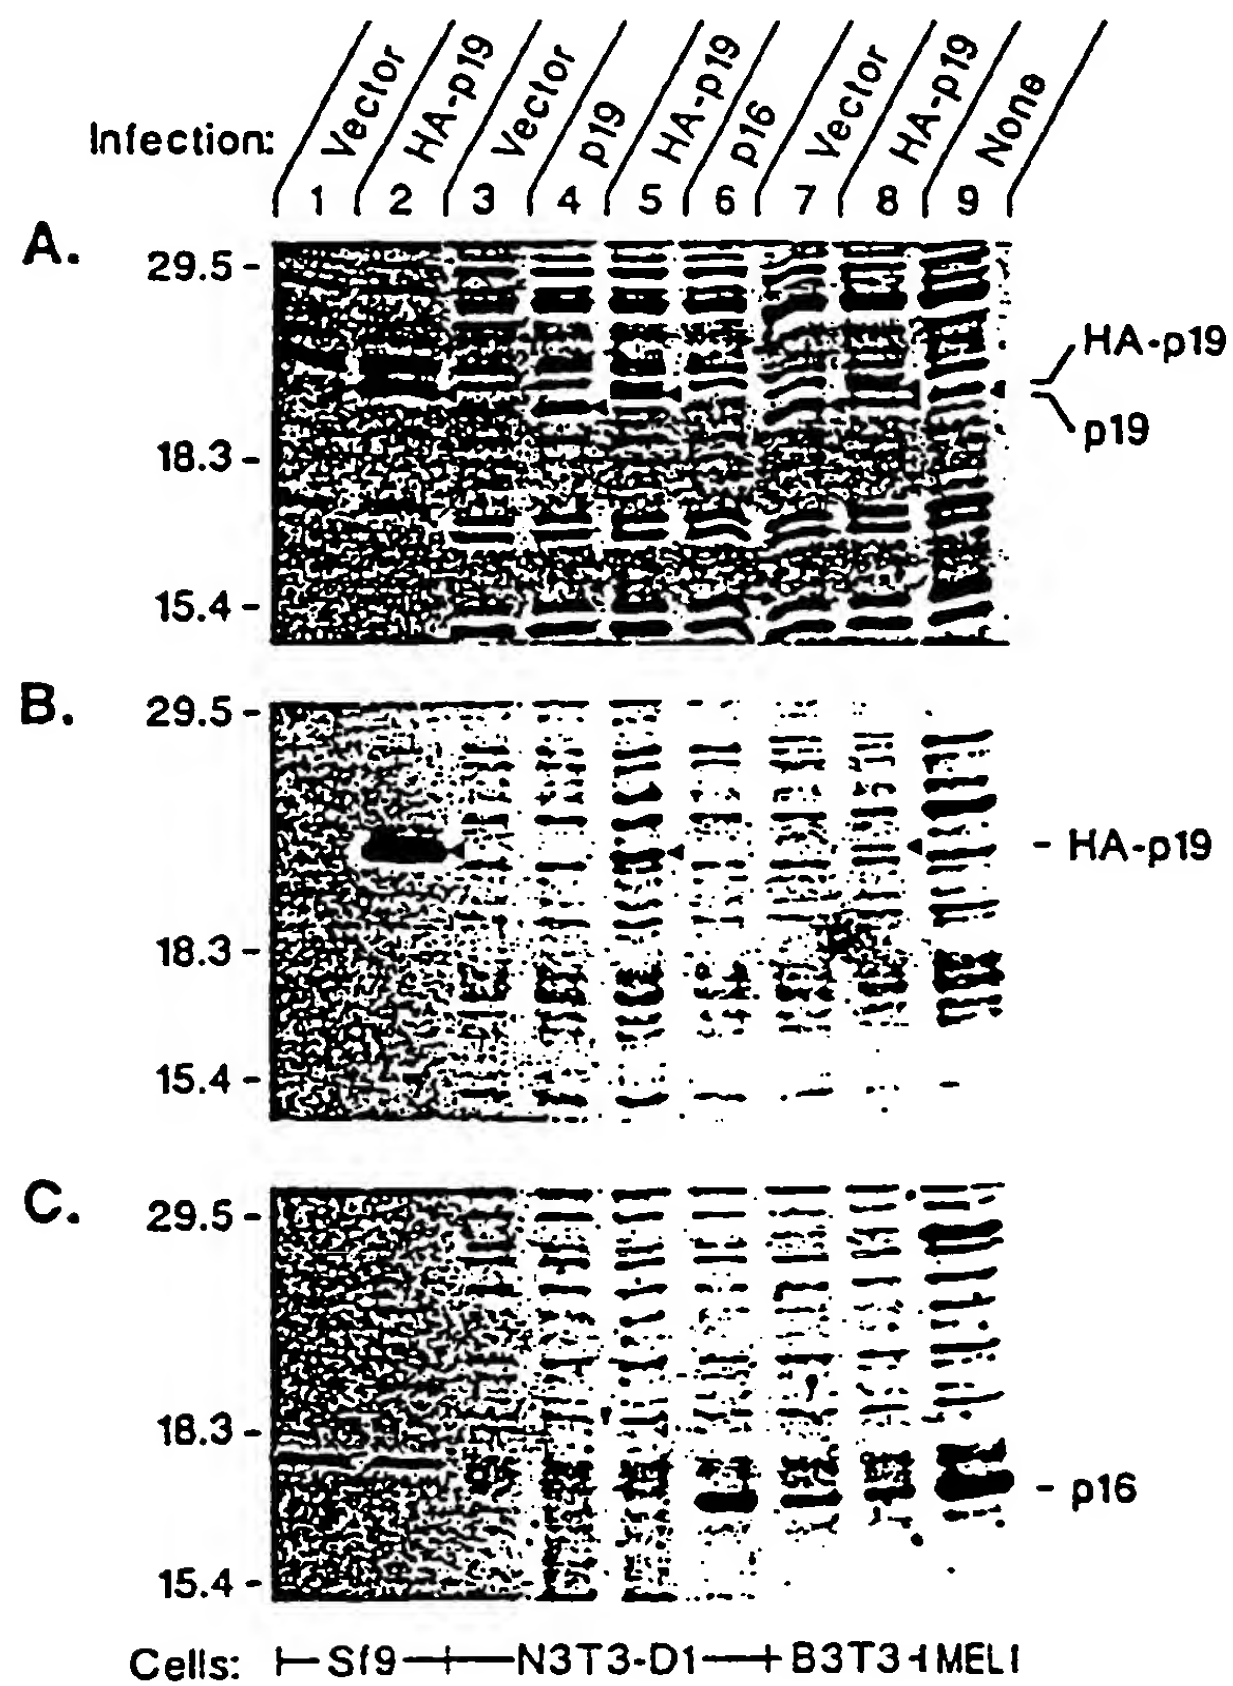 Infection: Vector HA-p19 Vector p19 HA-p19 p16 Vector HA-p19 None
1 2 3 4 5 6 7 8 9
A.
29.5 -
HA-p19
p19
18.3 -
15.4 -
B.
29.5 -
- HA-p19
18.3 -
15.4 -
C.
29.5 -
18.3 -
- p16
15.4 -
Cells: Sf9 N3T3-D1 B3T3 MEL